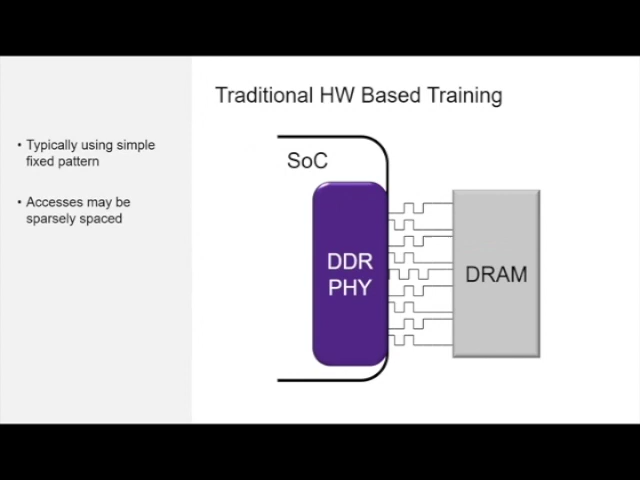 Traditional HW Based Training
• Typically using simple
fixed pattern
• Accesses may be
sparsely spaced
SoC
DDR
PHY
DRAM